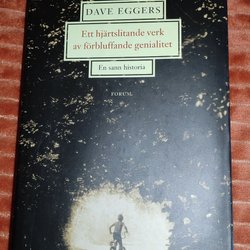 DAVE EGGERS
Ett hjärtslitande verk
av förbluffande genialitet
En sann historia
FORUM